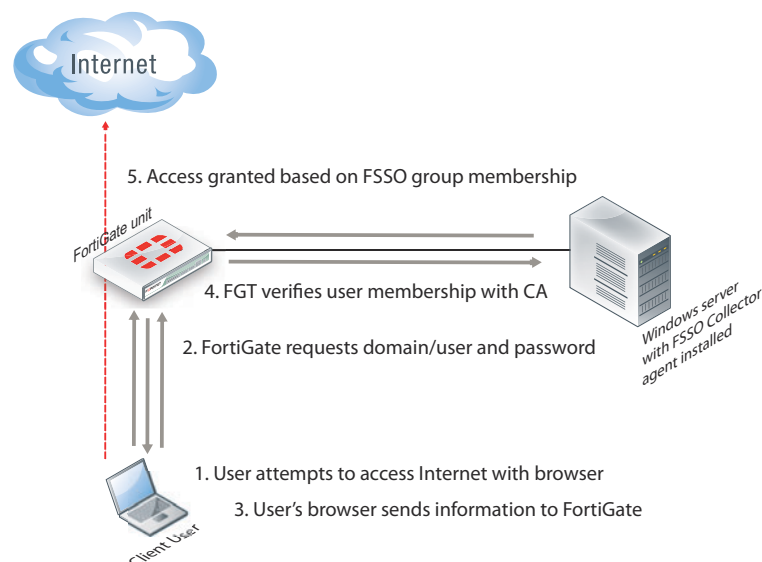 Internet
5. Access granted based on FSSO group membership
FortiGate unit
4. FGT verifies user membership with CA
Windows server
with FSSO Collector
agent installed
2. FortiGate requests domain/user and password
1. User attempts to access Internet with browser
3. User's browser sends information to FortiGate
Client User